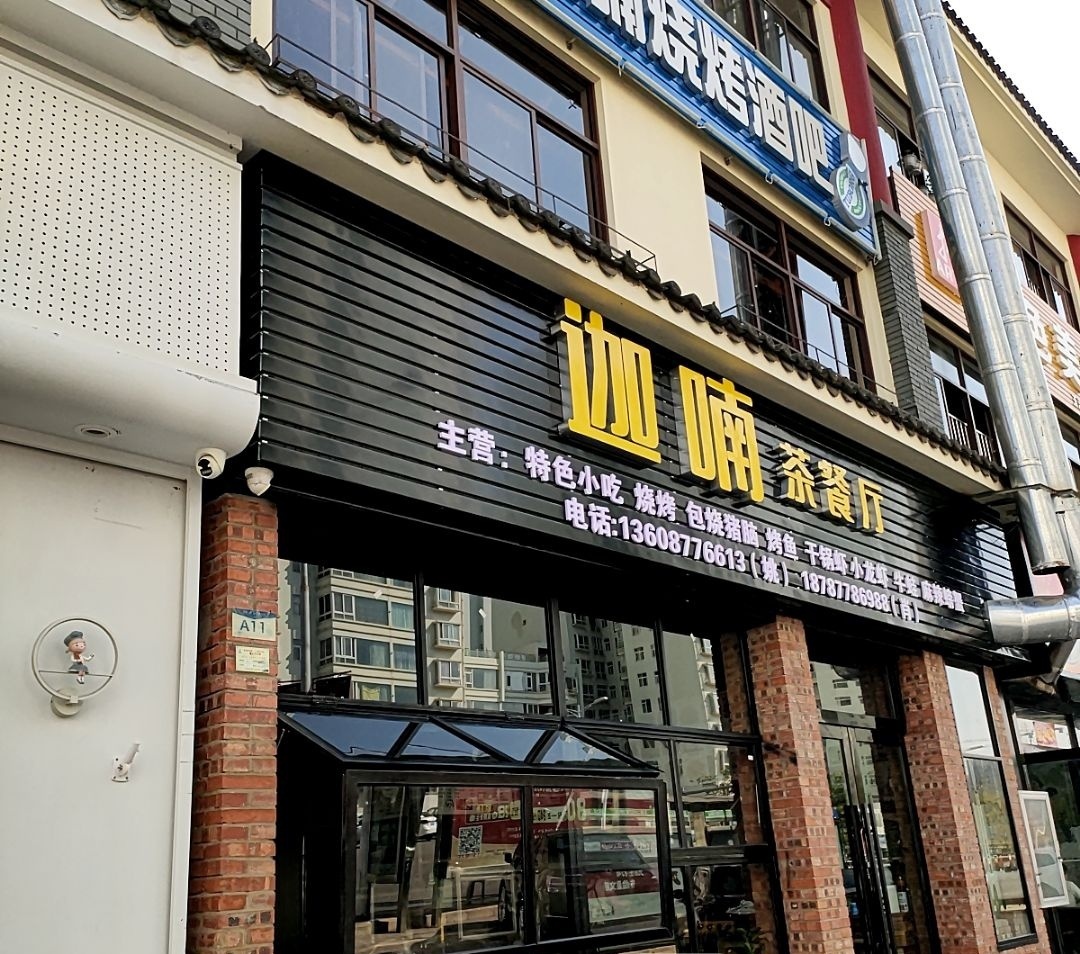 烧烤酒吧
迦喃茶餐厅
主营：特色小吃 烧烤 包烧猪脑 烤鱼 干锅虾 小龙虾 牛蛙 麻辣螃蟹
电话:13608776613（姚） 18787786988（肖）
A11